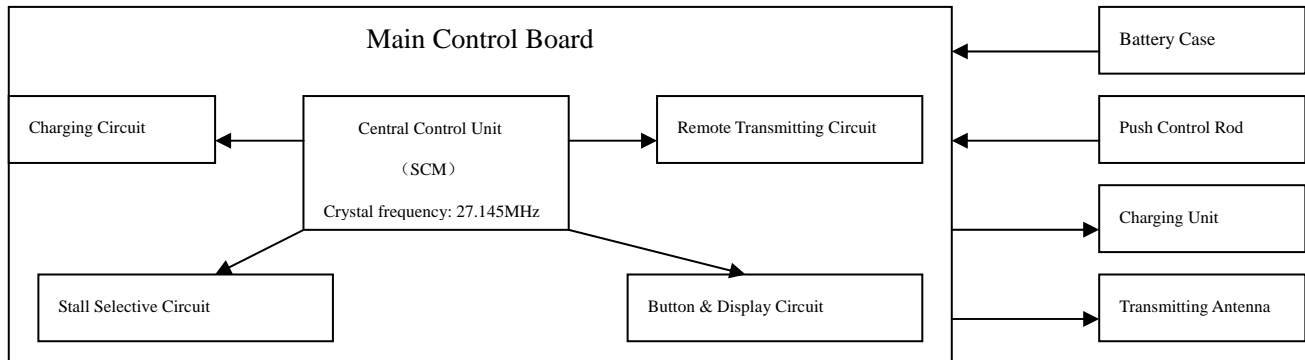 Main Control Board
Battery Case
Charging Circuit
Central Control Unit
（SCM）
Crystal frequency: 27.145MHz
Remote Transmitting Circuit
Push Control Rod
Charging Unit
Stall Selective Circuit
Button & Display Circuit
Transmitting Antenna